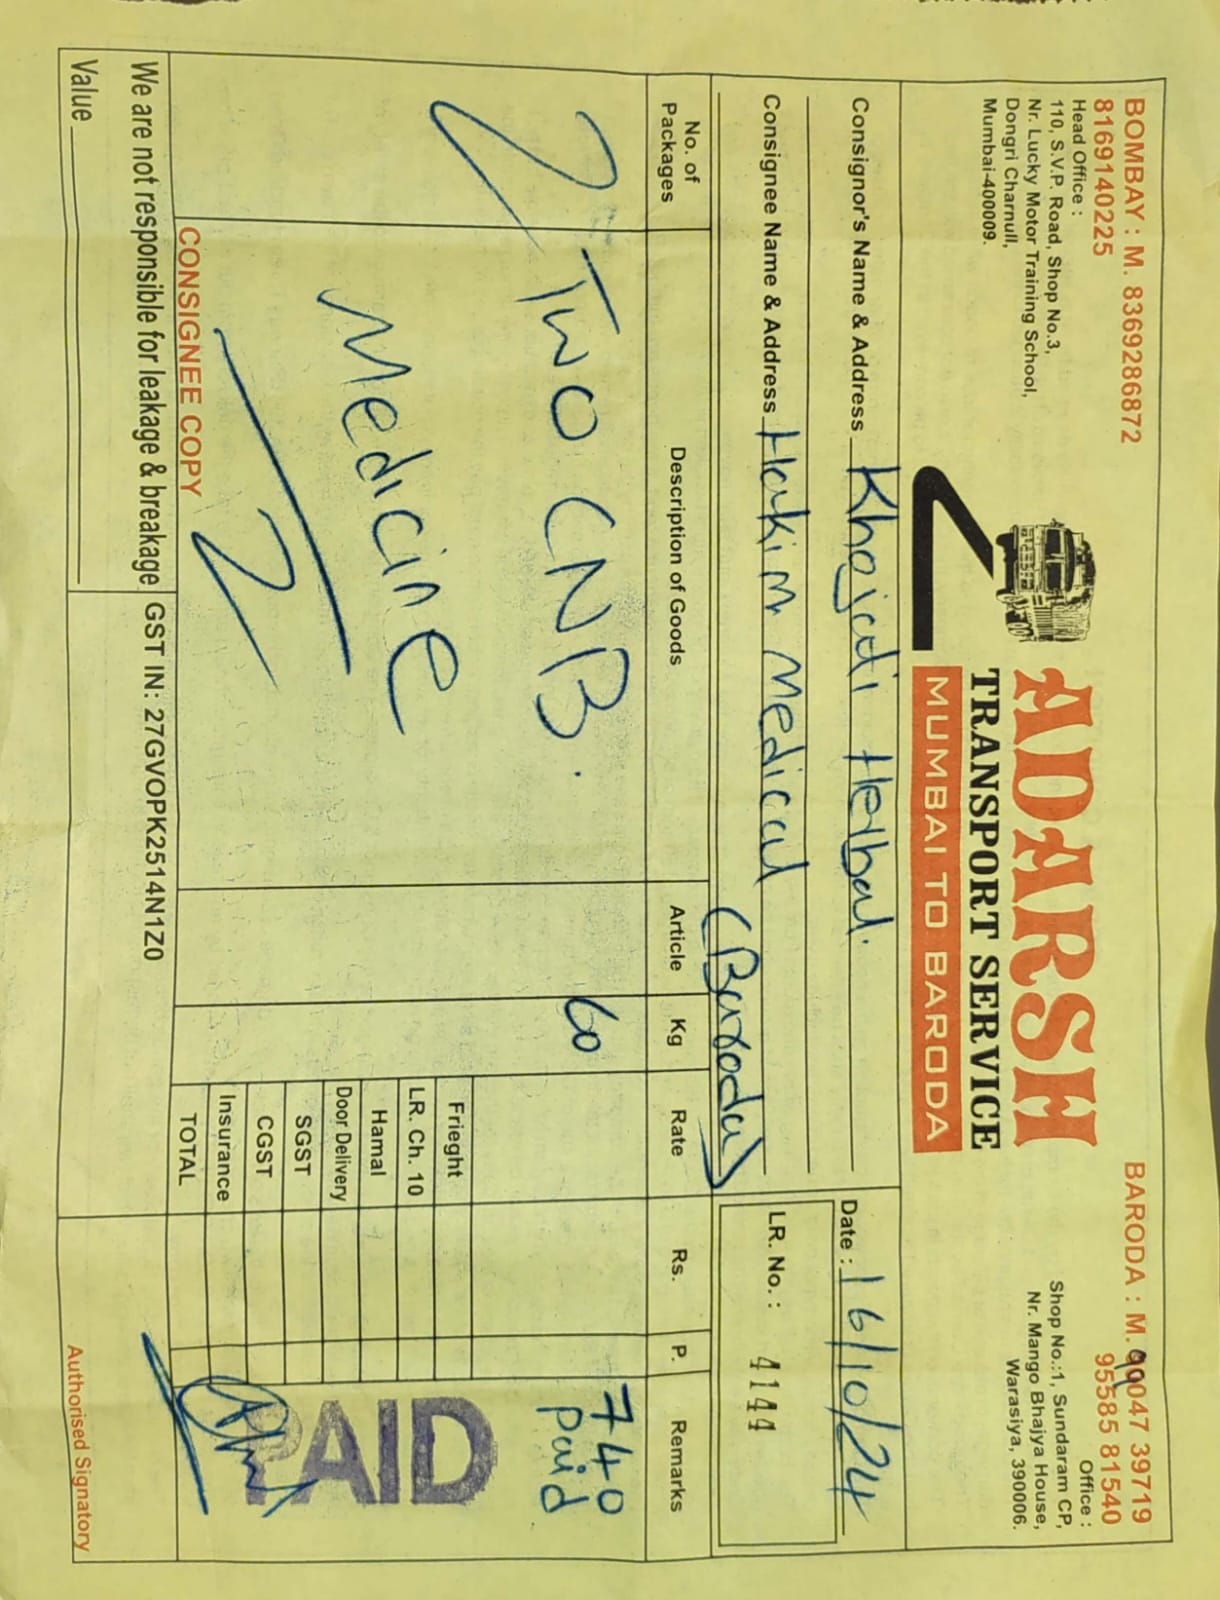 BOMBAY : M. 8369286872
8169140225
Head Office :
110, S.V.P. Road, Shop No.3,
Nr. Lucky Motor Training School,
Dongri Charnull,
Mumbai-400009.
ADARSH
TRANSPORT SERVICE
MUMBAI TO BARODA
BARODA : M. 90047 39719
95585 81540
Office :
Shop No.:1, Sundaram CP,
Nr. Mango Bhajya House,
Warasiya, 390006.
Consignor's Name & Address Khojati Herbal.
Date : 16/10/24
Consignee Name & Address Hakim Medical
(Baroda)
LR. No. : 4144
No. of Packages Description of Goods Article Kg Rate Rs. P. Remarks
2 Two CNB. 60 740
Paid
Medicine
2
Frieght
LR. Ch. 10
Hamal
Door Delivery
SGST
CGST
Insurance
TOTAL
PAID
CONSIGNEE COPY
We are not responsible for leakage & breakage GST IN: 27GVOPK2514N1Z0
Value
Authorised Signatory